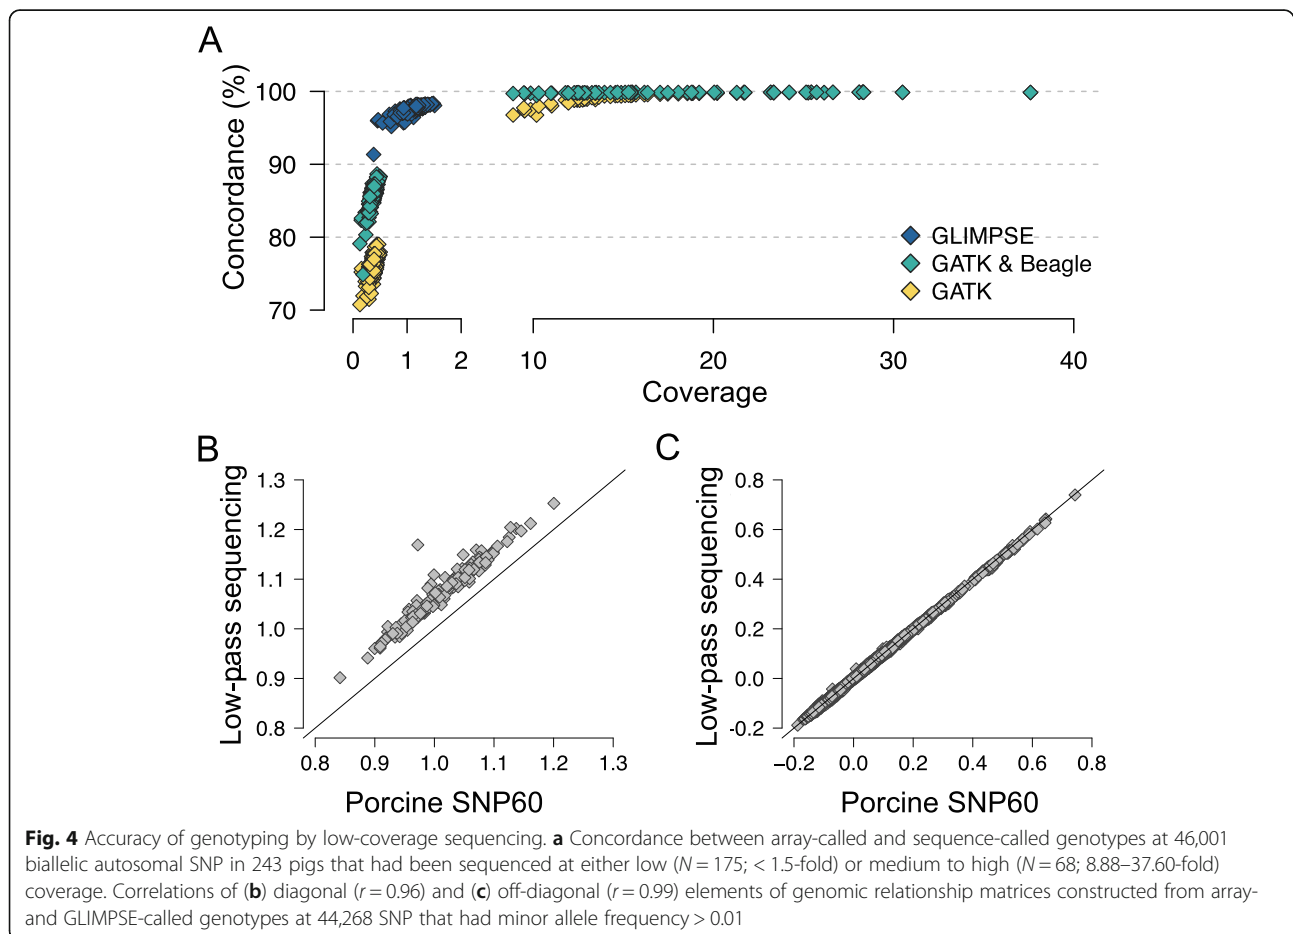 A
Concordance (%)
100
90
80
70
GLIMPSE
GATK & Beagle
GATK
0 1 2 10 20 30 40
Coverage
B
Low-pass sequencing
1.3
1.2
1.1
1.0
0.9
0.8
0.8 0.9 1.0 1.1 1.2 1.3
Porcine SNP60
C
Low-pass sequencing
0.8
0.6
0.4
0.2
0.0
-0.2
−0.2 0.0 0.2 0.4 0.6 0.8
Porcine SNP60
Fig. 4 Accuracy of genotyping by low-coverage sequencing. a Concordance between array-called and sequence-called genotypes at 46,001
biallelic autosomal SNP in 243 pigs that had been sequenced at either low (N = 175; < 1.5-fold) or medium to high (N = 68; 8.88–37.60-fold)
coverage. Correlations of (b) diagonal (r = 0.96) and (c) off-diagonal (r = 0.99) elements of genomic relationship matrices constructed from array-
and GLIMPSE-called genotypes at 44,268 SNP that had minor allele frequency > 0.01